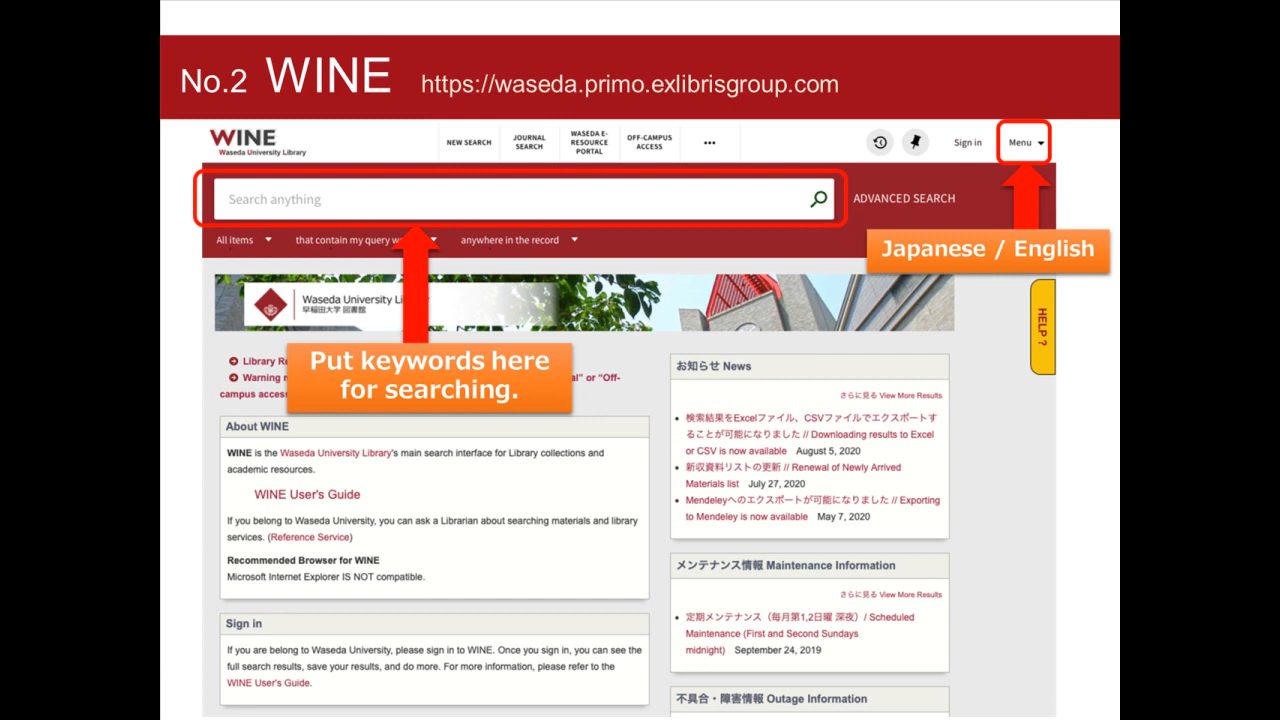 No.2 WINE https://waseda.primo.exlibrisgroup.com
WINE
Waseda University Library
NEW SEARCH
JOURNAL
SEARCH
WASEDA E-
RESOURCE
PORTAL
OFF-CAMPUS
ACCESS
Sign in
Menu
Search anything
ADVANCED SEARCH
All items
that contain my query
anywhere in the record
Japanese / English
Waseda University
早稲田大学 図書館
HELP ?
Put keywords here
for searching.
Library
Warning
or "Off-
campus
About WINE
WINE is the Waseda University Library's main search interface for Library collections and
academic resources.
WINE User's Guide
If you belong to Waseda University, you can ask a Librarian about searching materials and library
services. (Reference Service)
Recommended Browser for WINE
Microsoft Internet Explorer IS NOT compatible.
Sign in
If you are belong to Waseda University, please sign in to WINE. Once you sign in, you can see the
full search results, save your results, and do more. For more information, please refer to the
WINE User's Guide.
お知らせ News
さらに見る View More Results
検索結果をExcelファイル、CSVファイルでエクスポートす
ることが可能になりました // Downloading results to Excel
or CSV is now available August 5, 2020
新収資料リストの更新 // Renewal of Newly Arrived
Materials list July 27, 2020
Mendeleyへのエクスポートが可能になりました // Exporting
to Mendeley is now available May 7, 2020
メンテナンス情報 Maintenance Information
さらに見る View More Results
定期メンテナンス（毎月第1,2日曜 深夜）/ Scheduled
Maintenance (First and Second Sundays
midnight) September 24, 2019
不具合・障害情報 Outage Information